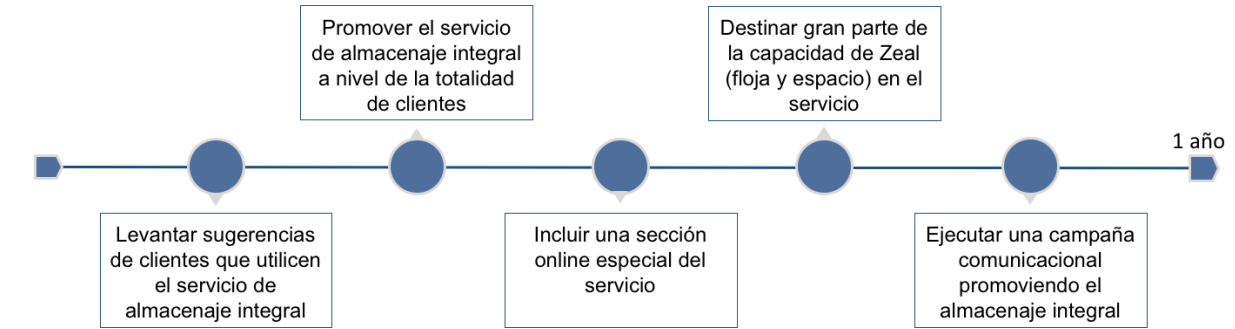 Promover el servicio
de almacenaje integral
a nivel de la totalidad
de clientes
Destinar gran parte de
la capacidad de Zeal
(floja y espacio) en el
servicio
1 año
Levantar sugerencias
de clientes que utilicen
el servicio de
almacenaje integral
Incluir una sección
online especial del
servicio
Ejecutar una campaña
comunicacional
promoviendo el
almacenaje integral